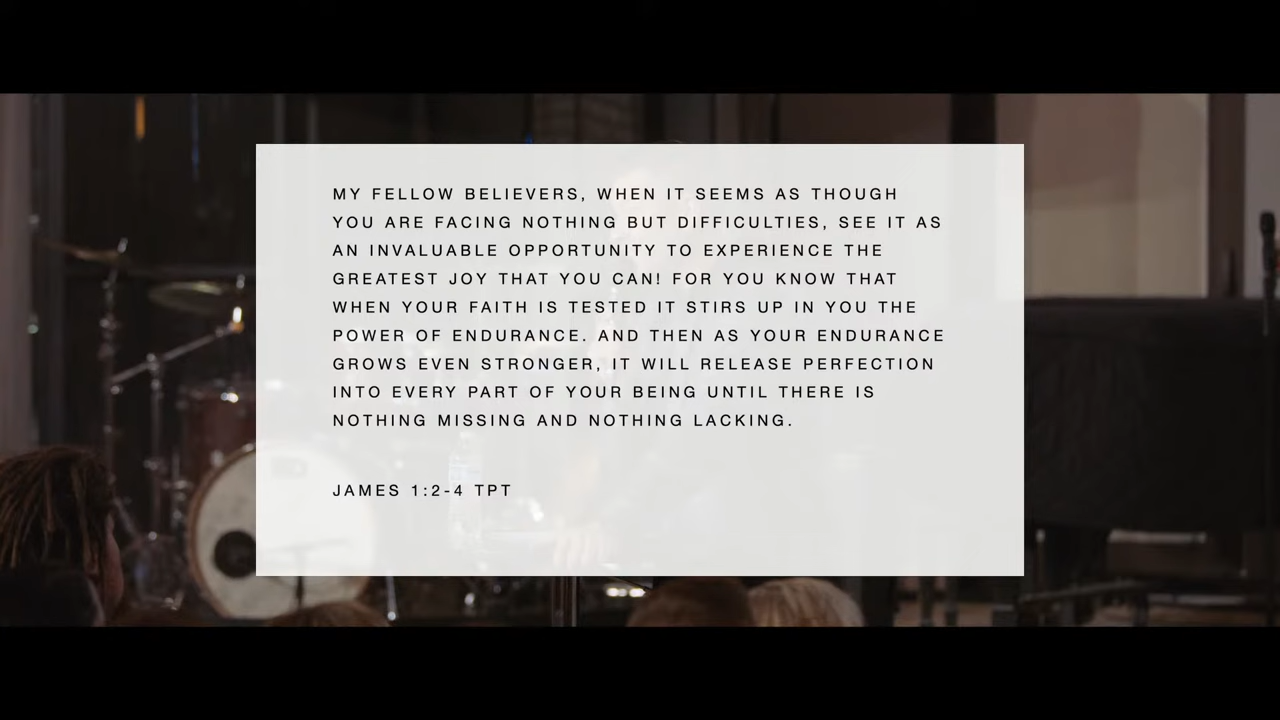 MY FELLOW BELIEVERS, WHEN IT SEEMS AS THOUGH
YOU ARE FACING NOTHING BUT DIFFICULTIES, SEE IT AS
AN INVALUABLE OPPORTUNITY TO EXPERIENCE THE
GREATEST JOY THAT YOU CAN! FOR YOU KNOW THAT
WHEN YOUR FAITH IS TESTED IT STIRS UP IN YOU THE
POWER OF ENDURANCE. AND THEN AS YOUR ENDURANCE
GROWS EVEN STRONGER, IT WILL RELEASE PERFECTION
INTO EVERY PART OF YOUR BEING UNTIL THERE IS
NOTHING MISSING AND NOTHING LACKING.
JAMES 1:2-4 TPT